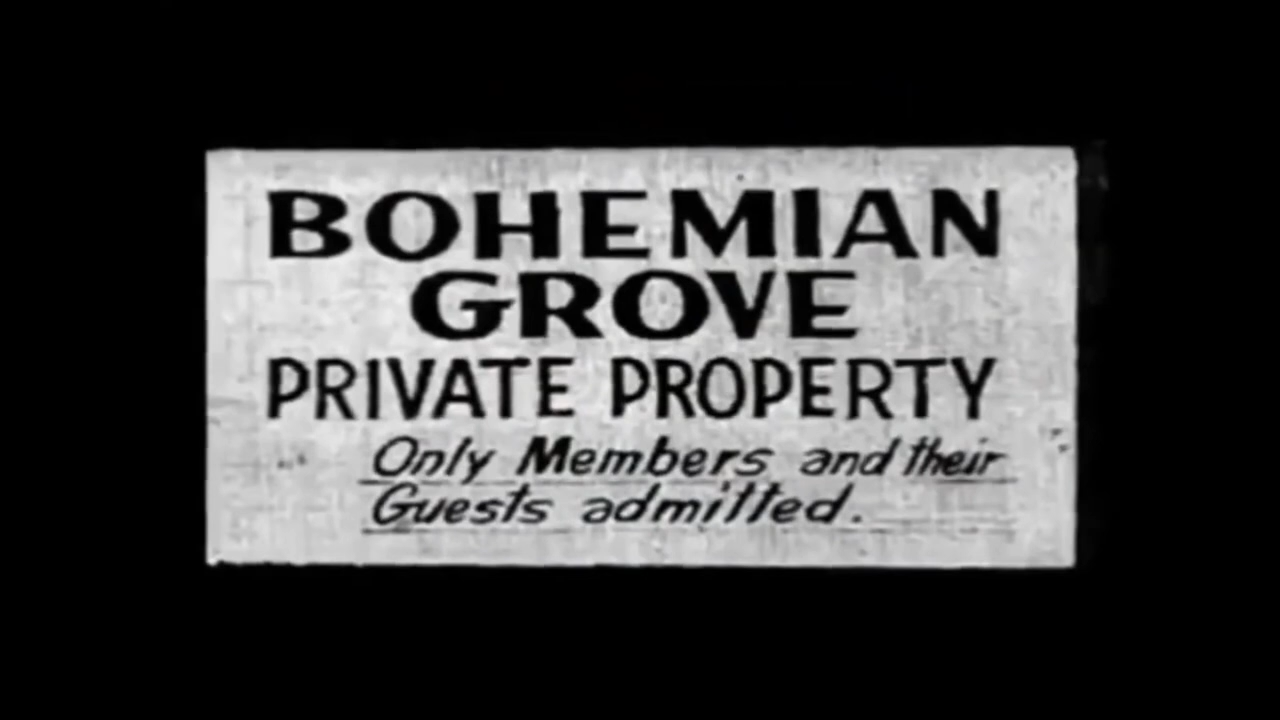 BOHEMIAN
GROVE
PRIVATE PROPERTY
Only Members and their
Guests admitted.